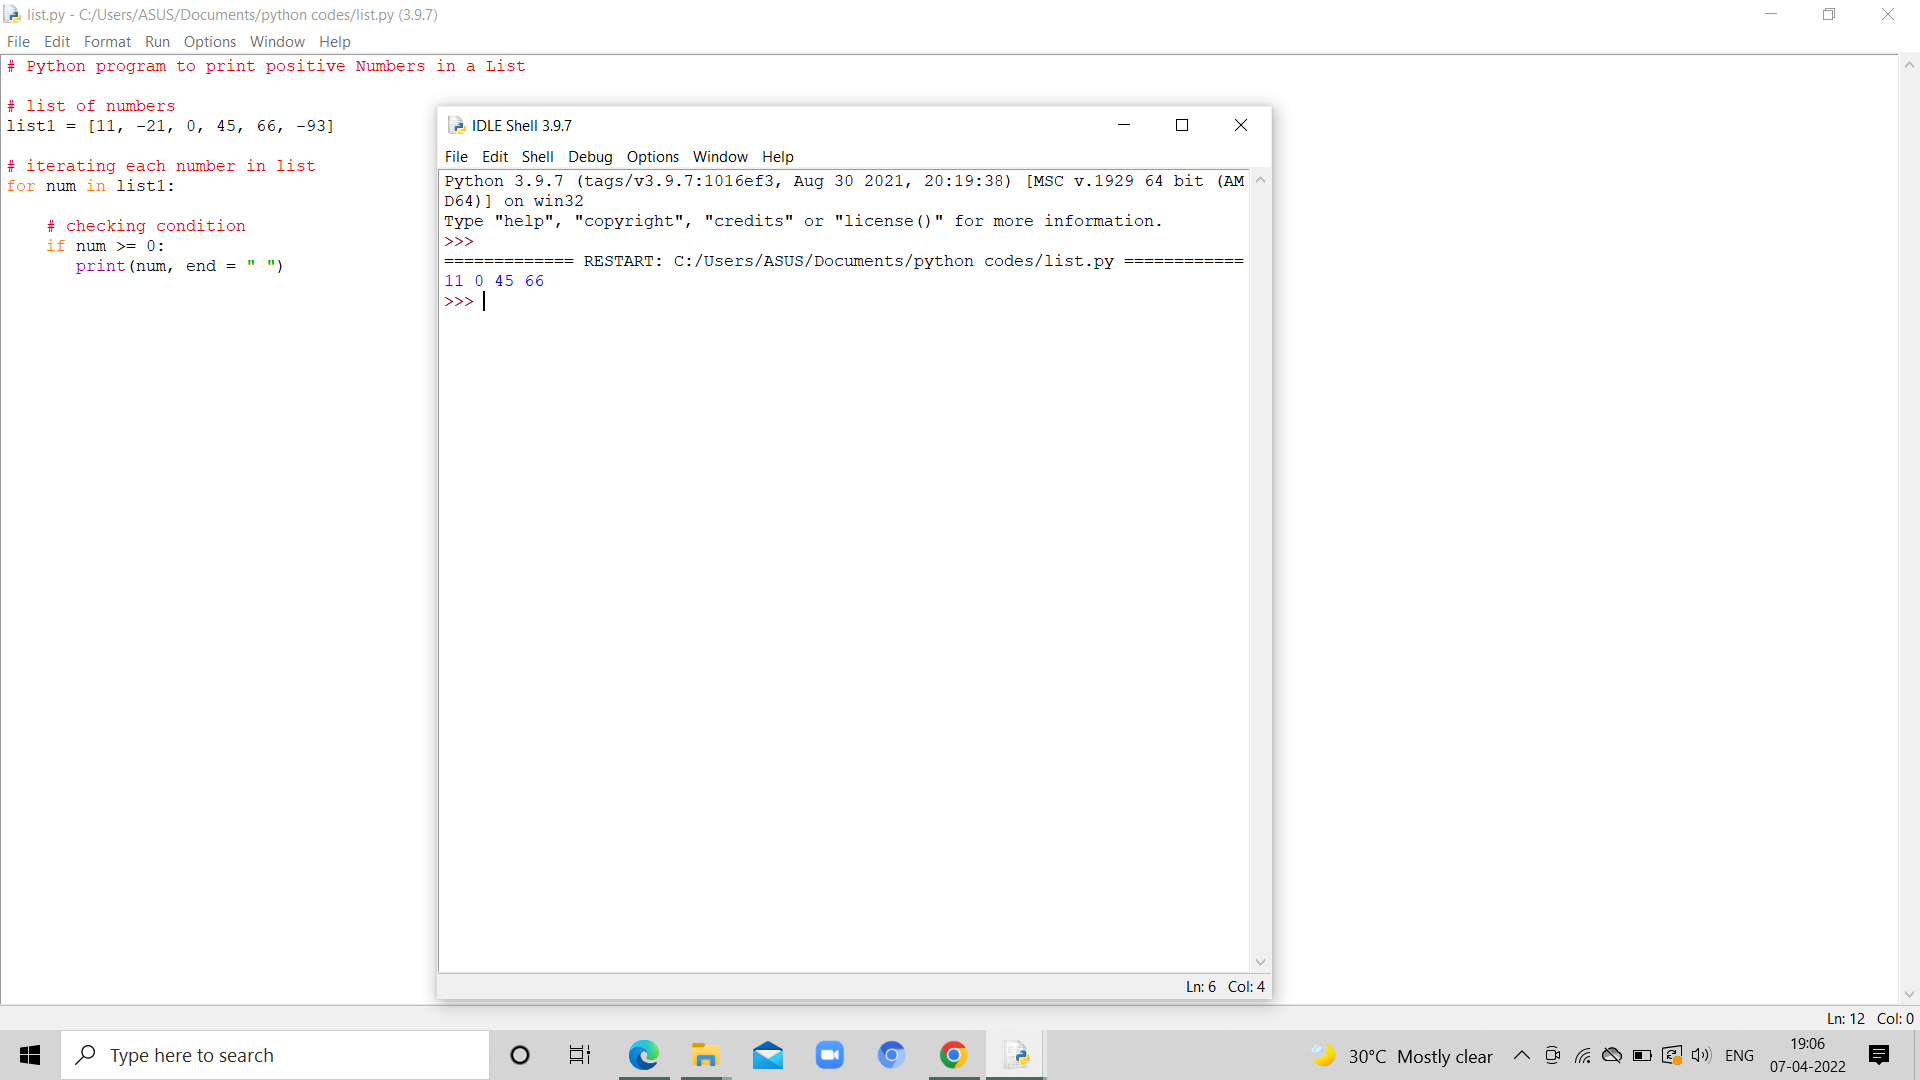 list.py - C:/Users/ASUS/Documents/python codes/list.py (3.9.7)
File Edit Format Run Options Window Help
# Python program to print positive Numbers in a List
# list of numbers
list1 = [11, -21, 0, 45, 66, -93]
# iterating each number in list
for num in list1:
# checking condition
if num >= 0:
print(num, end = " ")
IDLE Shell 3.9.7
File Edit Shell Debug Options Window Help
Python 3.9.7 (tags/v3.9.7:1016ef3, Aug 30 2021, 20:19:38) [MSC v.1929 64 bit (AM
D64)] on win32
Type "help", "copyright", "credits" or "license()" for more information.
>>>
============= RESTART: C:/Users/ASUS/Documents/python codes/list.py ============
11 0 45 66
>>>
Ln: 6 Col: 4
Ln: 12 Col: 0
Type here to search
30°C Mostly clear
ENG
19:06
07-04-2022